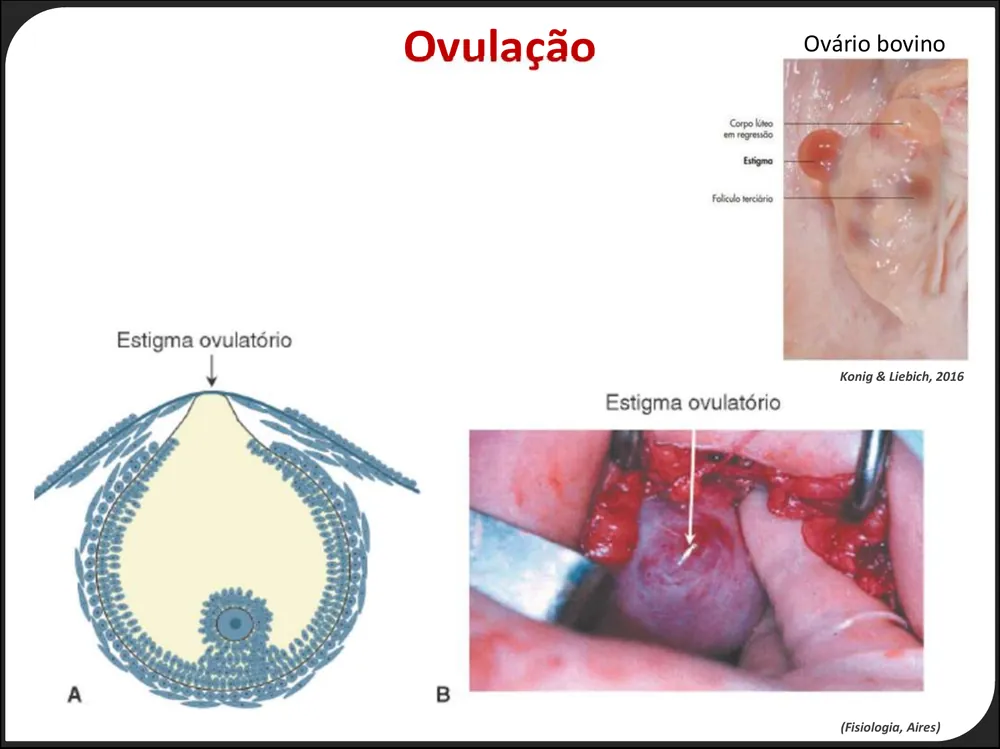 Ovulação
Ovário bovino
Corpo lúteo
em regressão
Estigma
Folículo terciário
Konig & Liebich, 2016
Estigma ovulatório
A
Estigma ovulatório
B
(Fisiologia, Aires)